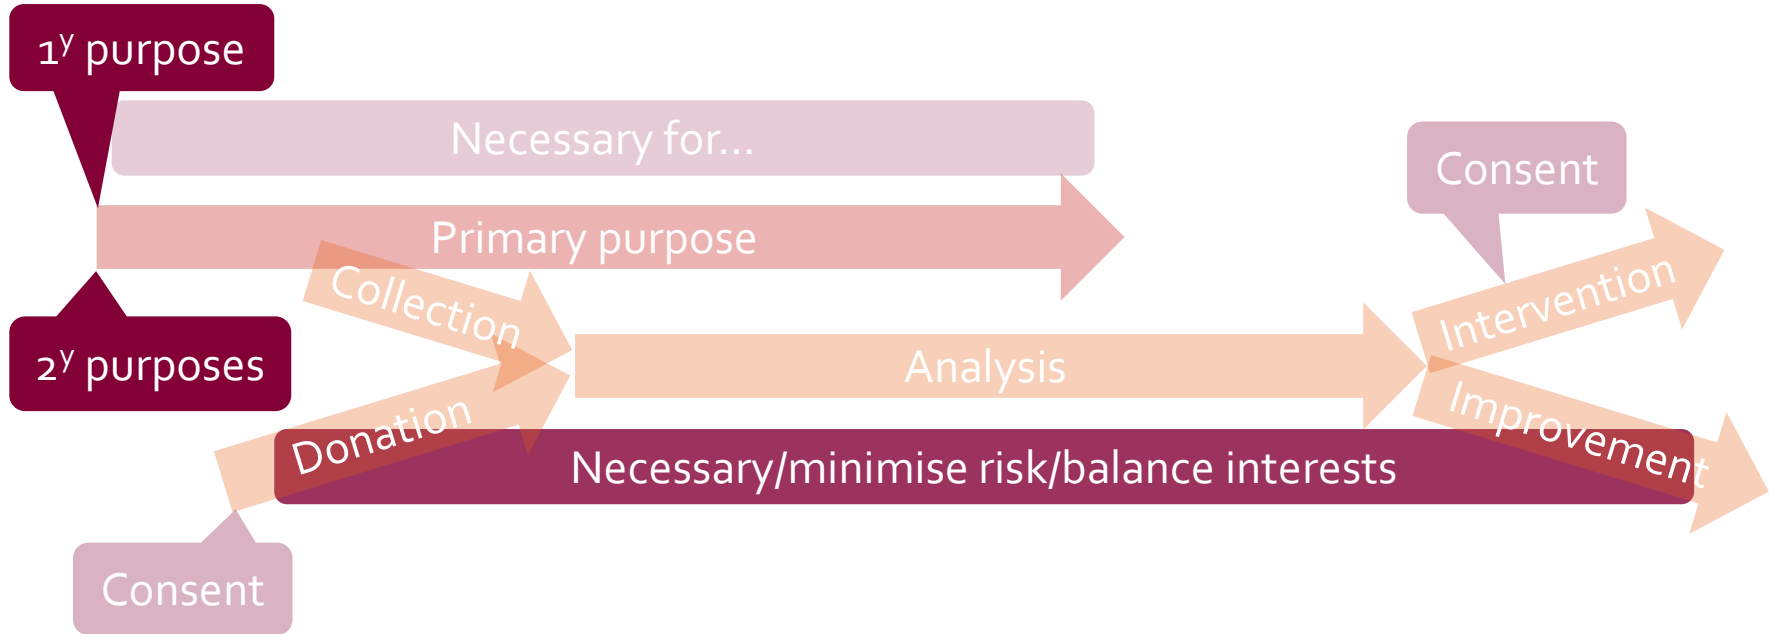 1ʸ purpose
Necessary for...
Consent
Primary purpose
Collection
Intervention
2ʸ purposes
Analysis
Donation
Improvement
Necessary/minimise risk/balance interests
Consent